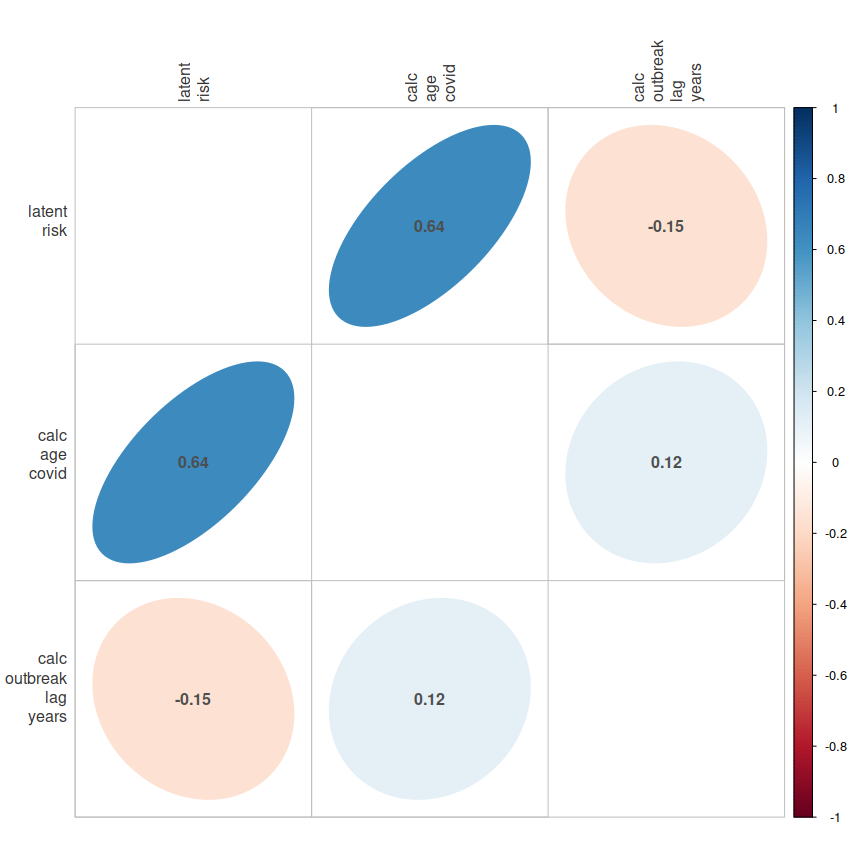 latent
risk
calc
age
covid
calc
outbreak
lag
years
latent
risk
0.64
-0.15
calc
age
covid
0.64
0.12
calc
outbreak
lag
years
-0.15
0.12
1
0.8
0.6
0.4
0.2
0
-0.2
-0.4
-0.6
-0.8
-1